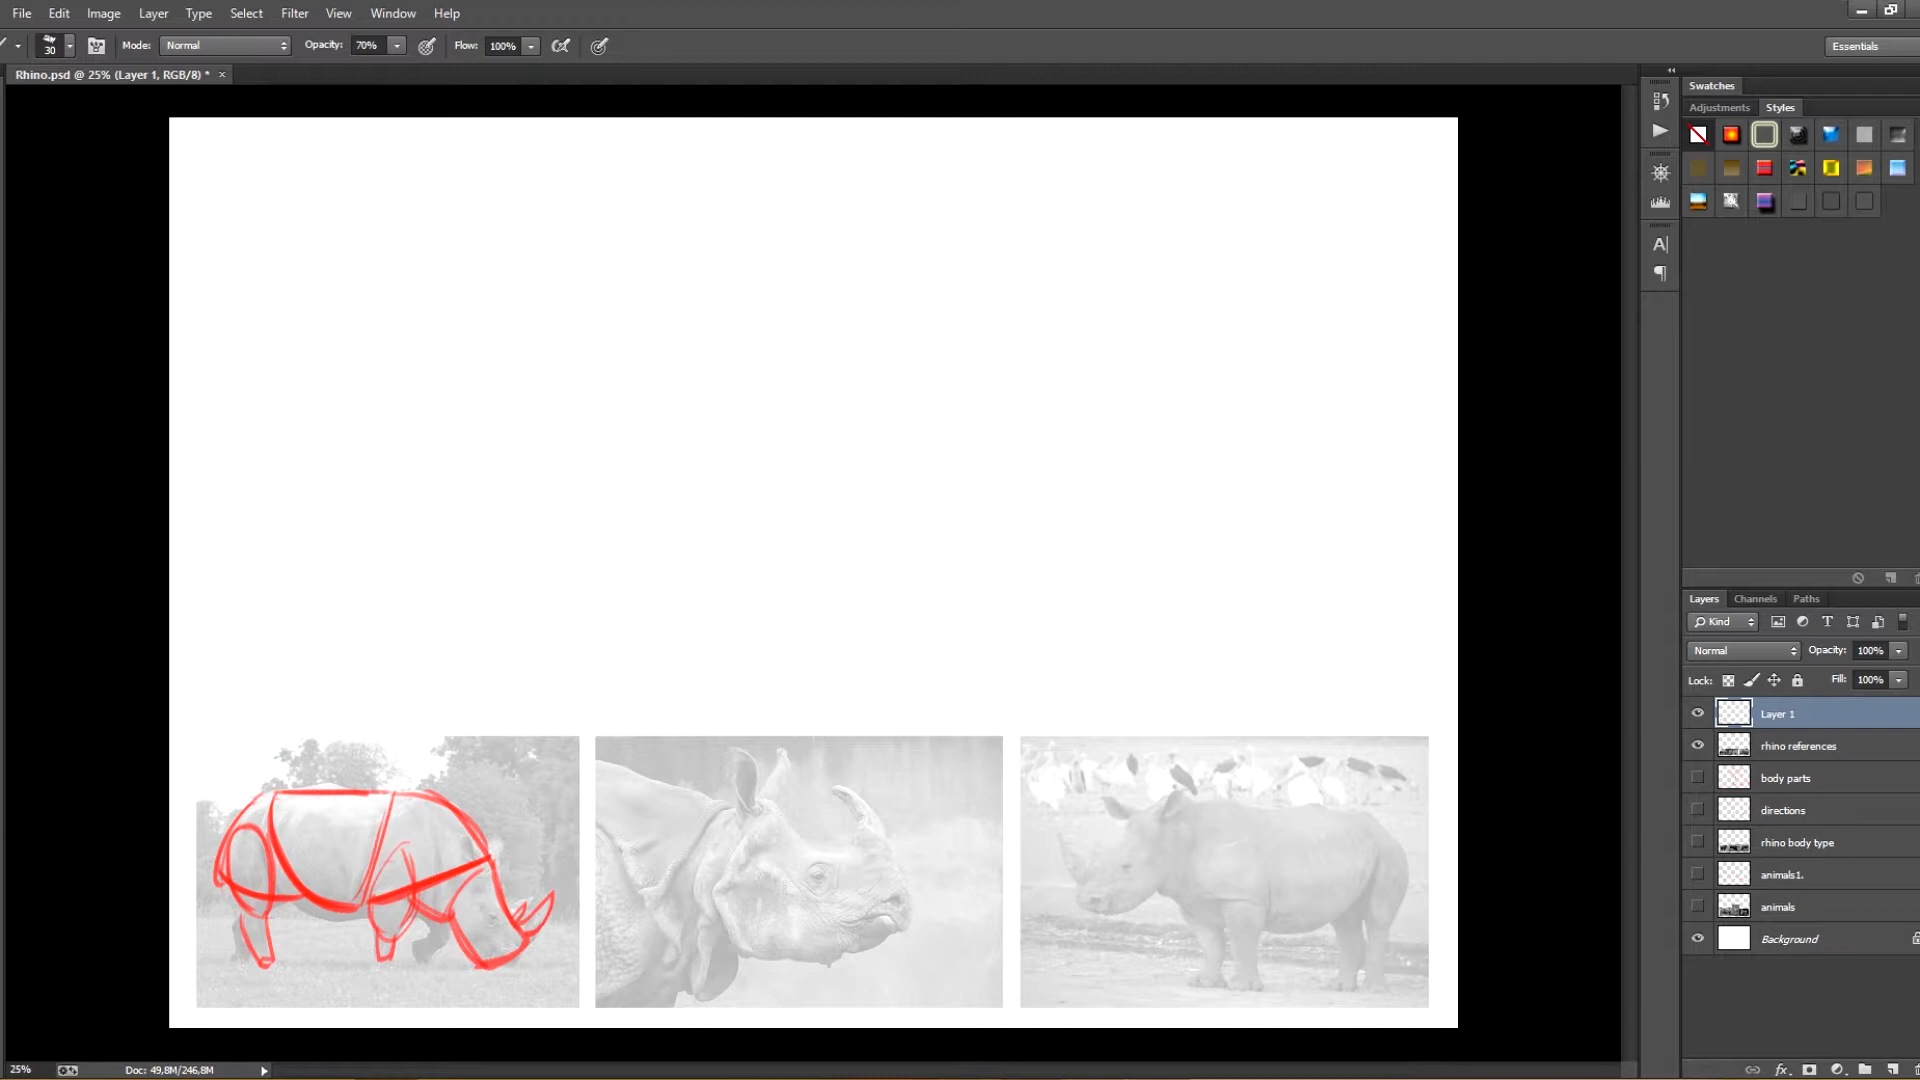 File Edit Image Layer Type Select Filter View Window Help
30 Mode: Normal Opacity: 70% Flow: 100% Essentials
Rhino.psd @ 25% (Layer 1, RGB/8) * ×
Swatches
Adjustments Styles
A|
Layers Channels Paths
Kind T
Normal Opacity: 100%
Lock: Fill: 100%
Layer 1
rhino references
body parts
directions
rhino body type
animals1.
animals
Background
25% Doc: 49,8M/246,8M fx